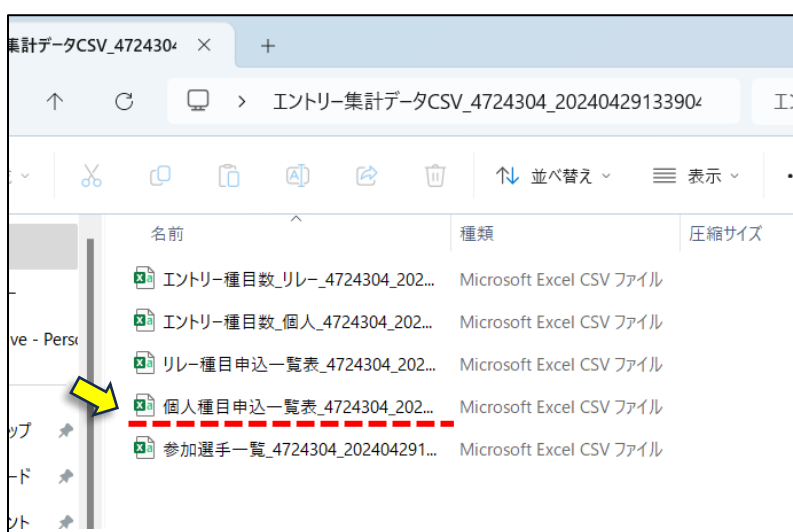 集計データCSV_4724304
エントリー集計データCSV_4724304_20240429133904
並べ替え
表示
名前
種類
圧縮サイズ
エントリー種目数_リレー_4724304_202...
Microsoft Excel CSV ファイル
エントリー種目数_個人_4724304_202...
Microsoft Excel CSV ファイル
ve - Perso
リレー種目申込一覧表_4724304_202...
Microsoft Excel CSV ファイル
個人種目申込一覧表_4724304_202...
Microsoft Excel CSV ファイル
ップ
参加選手一覧_4724304_202404291...
Microsoft Excel CSV ファイル
ード
ント